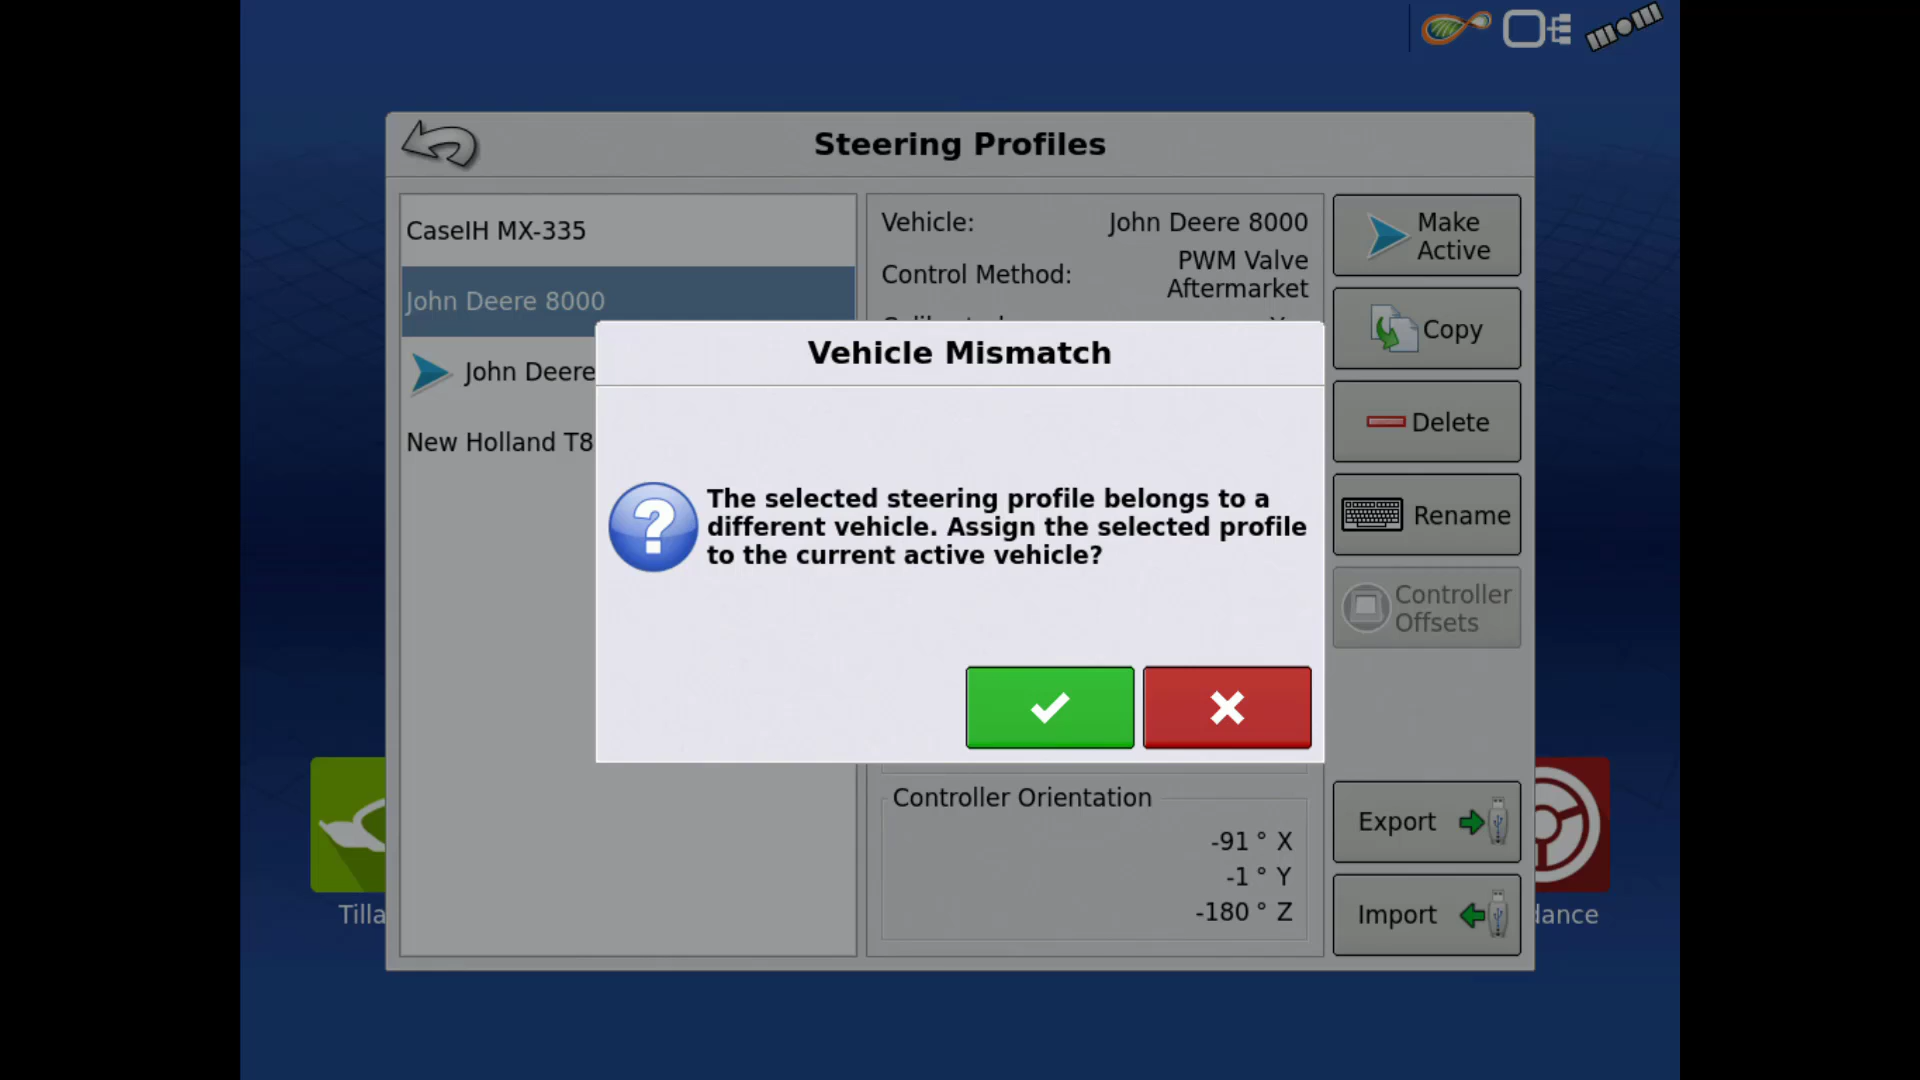 Steering Profiles
CaseIH MX-335
John Deere 8000
John Deere
New Holland T8
Vehicle: John Deere 8000
Control Method: PWM Valve
Aftermarket
Make
Active
Copy
Delete
Rename
Controller
Offsets
Vehicle Mismatch
The selected steering profile belongs to a
different vehicle. Assign the selected profile
to the current active vehicle?
Controller Orientation
-91 ° X
-1 ° Y
-180 ° Z
Export
Import
Tilla
dance